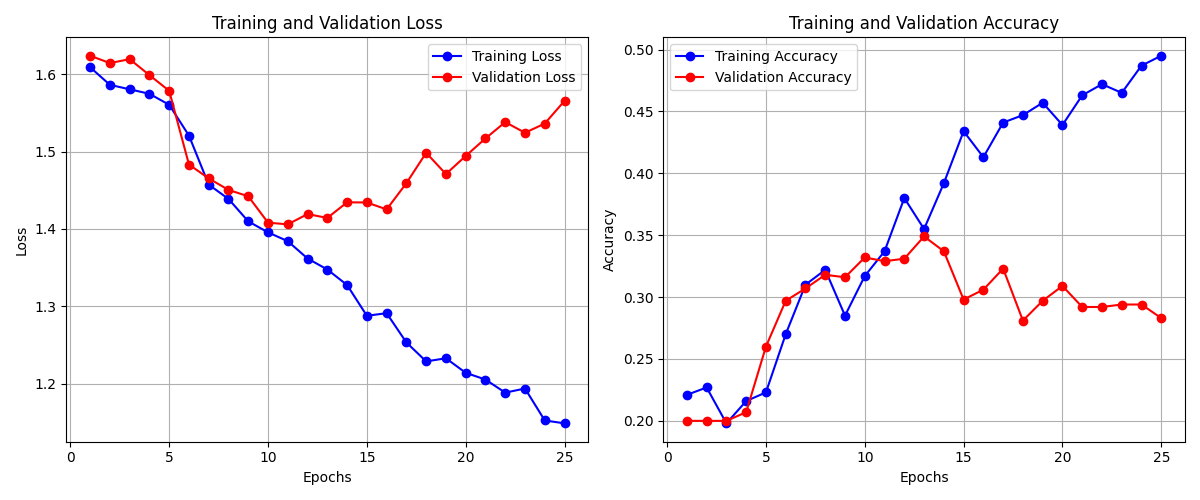 Training and Validation Loss
Training Loss
Validation Loss
1.6
1.5
1.4
1.3
1.2
Loss
0
5
10
15
20
25
Epochs
Training and Validation Accuracy
Training Accuracy
Validation Accuracy
0.50
0.45
0.40
0.35
0.30
0.25
0.20
Accuracy
0
5
10
15
20
25
Epochs